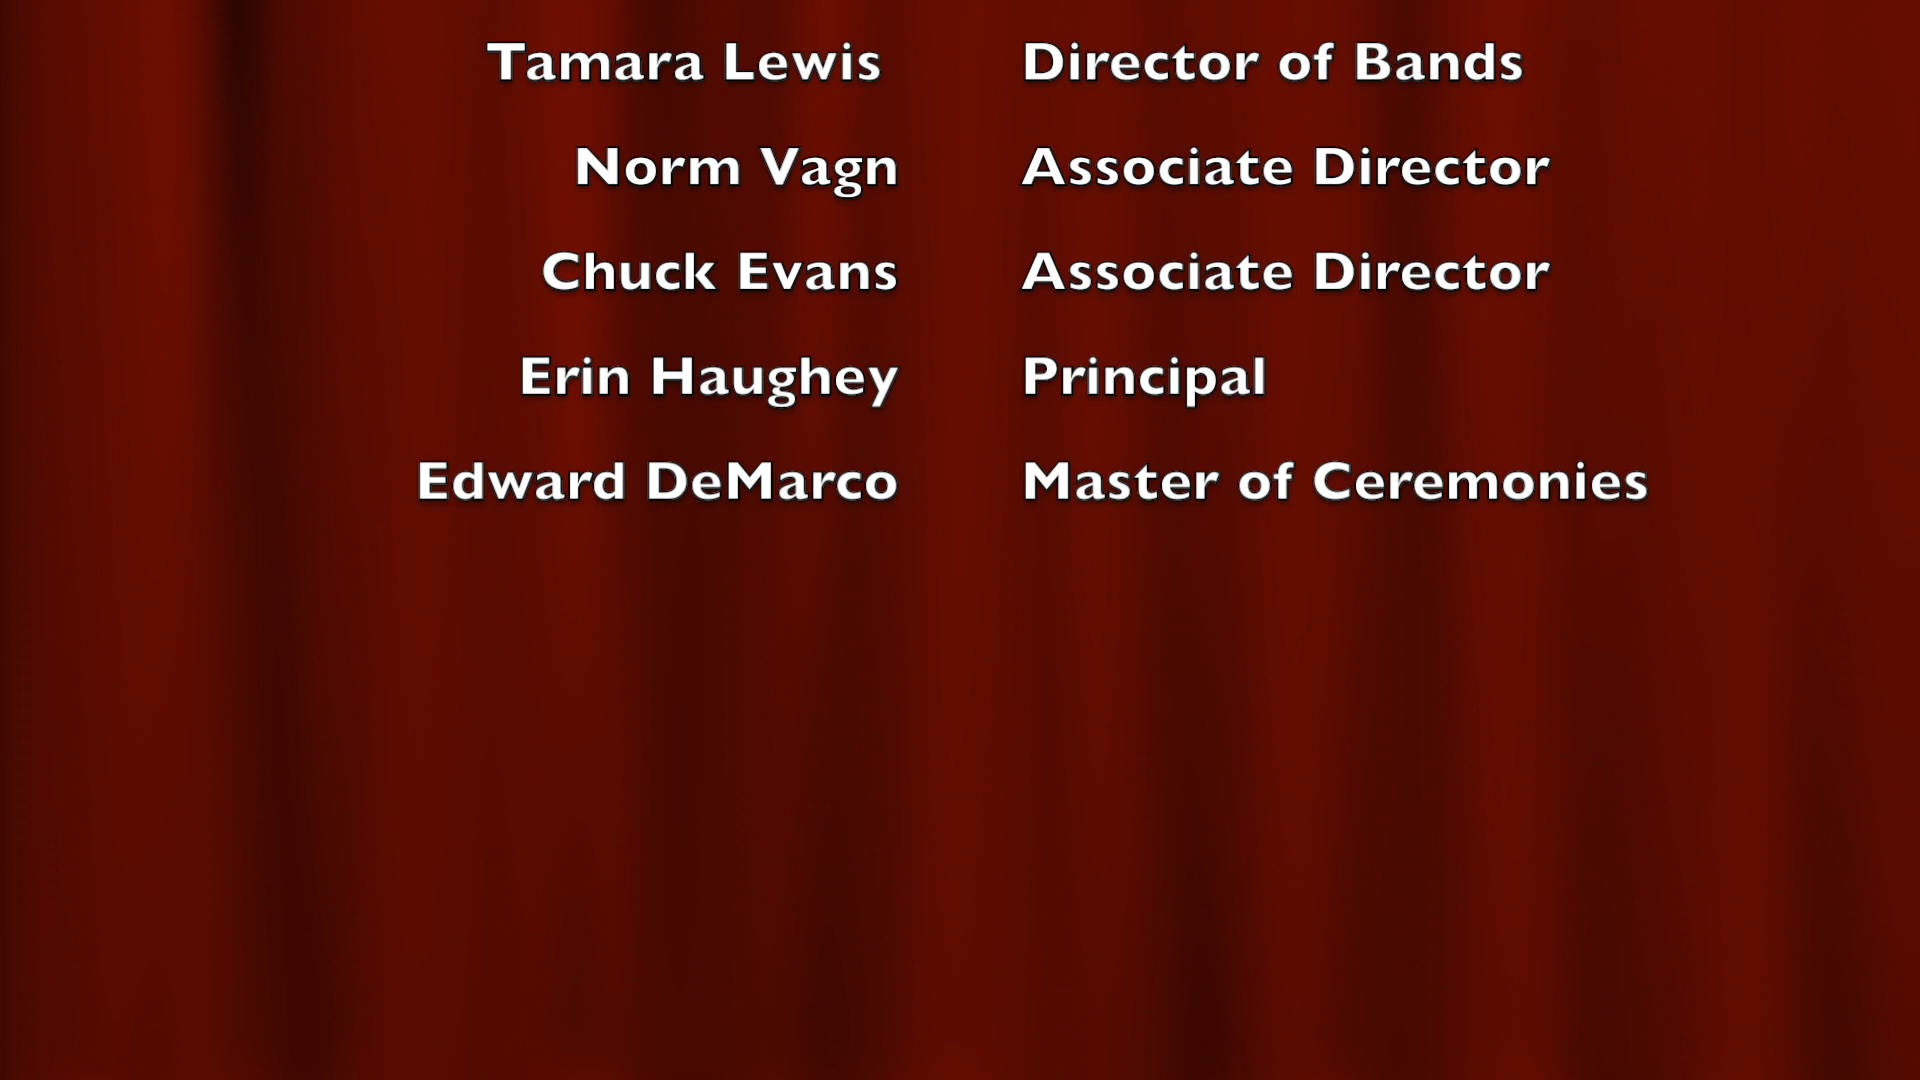 Tamara Lewis Director of Bands
Norm Vagn Associate Director
Chuck Evans Associate Director
Erin Haughey Principal
Edward DeMarco Master of Ceremonies